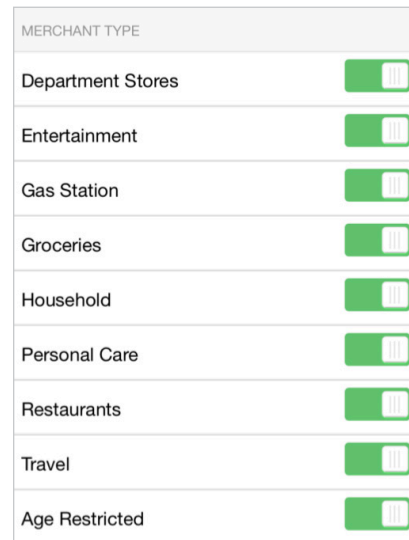 MERCHANT TYPE
Department Stores
Entertainment
Gas Station
Groceries
Household
Personal Care
Restaurants
Travel
Age Restricted